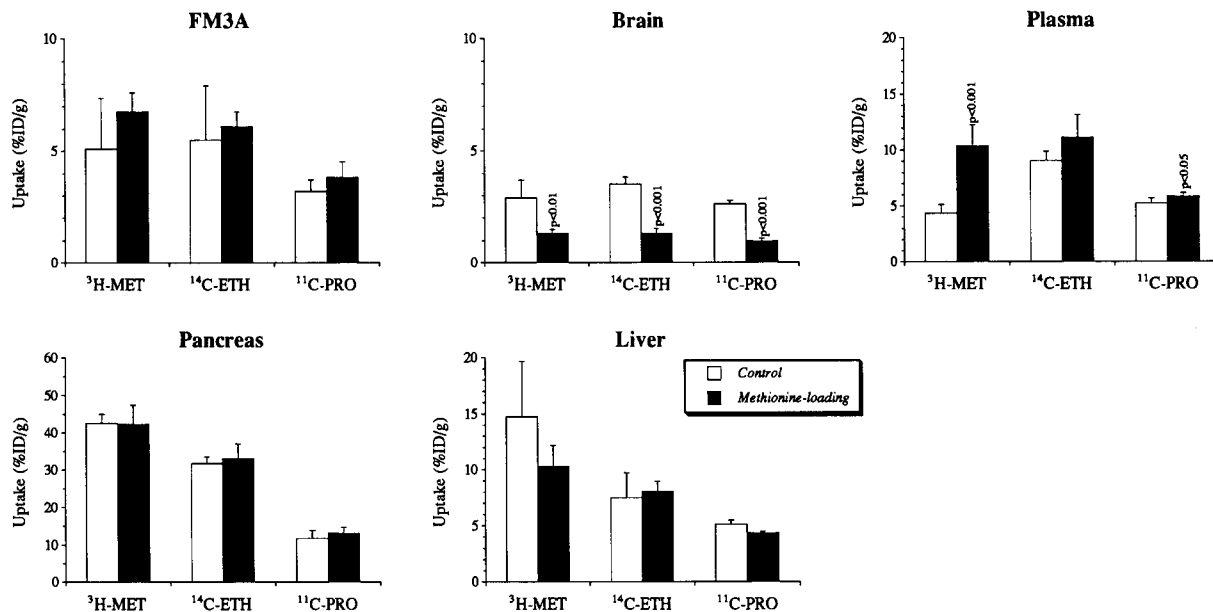 FM3A
Brain
Plasma
Uptake (%ID/g)
10
5
0
³H-MET
¹⁴C-ETH
¹¹C-PRO
Uptake (%ID/g)
10
5
0
p<0.01
p<0.001
p<0.001
³H-MET
¹⁴C-ETH
¹¹C-PRO
Uptake (%ID/g)
20
15
10
5
0
p<0.001
p<0.05
³H-MET
¹⁴C-ETH
¹¹C-PRO
Pancreas
Liver
Uptake (%ID/g)
60
50
40
30
20
10
0
³H-MET
¹⁴C-ETH
¹¹C-PRO
Uptake (%ID/g)
20
15
10
5
0
³H-MET
¹⁴C-ETH
¹¹C-PRO
Control
Methionine-loading